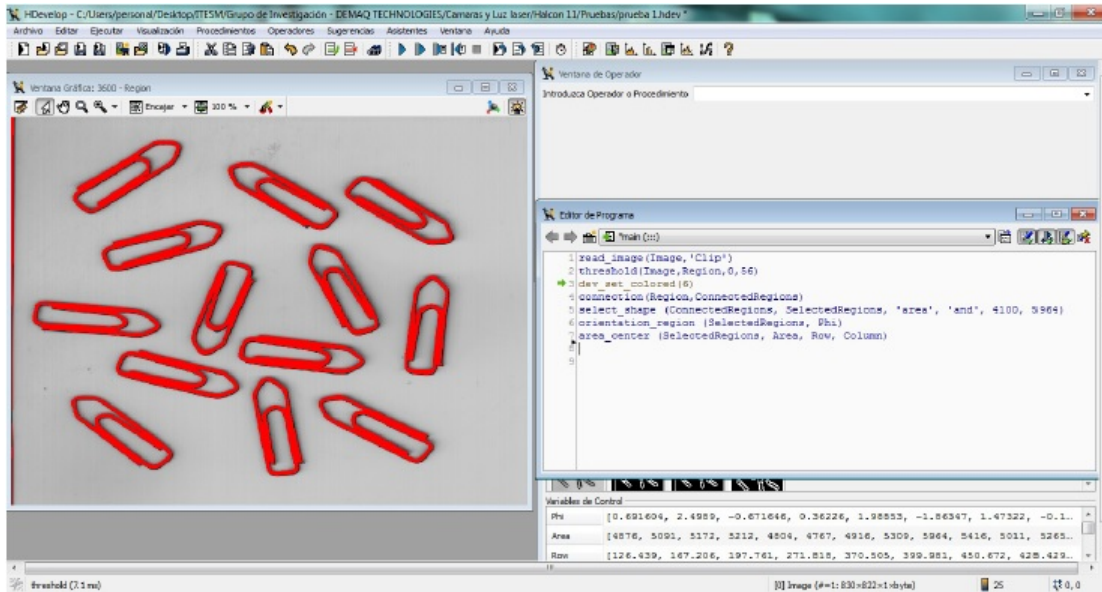 HDevelop - C:/Users/personal/Desktop/ITESM/Grupo de Investigación - DEMAQ TECHNOLOGIES/Camaras y Luz laser/Halcon 11/Pruebas/prueba 1.hdev *
Archivo Editar Ejecutar Visualización Procedimientos Operadores Sugerencias Asistentes Ventana Ayuda
Ventana Gráfica: 3600 - Region
Encajar 100 %
Ventana de Operador
Introduzca Operador o Procedimiento
Editor de Programa
*main (:::)
1 read_image(Image,'Clip')
2 threshold(Image,Region,0,56)
3 dev_set_colored(6)
4 connection(Region,ConnectedRegions)
5 select_shape (ConnectedRegions, SelectedRegions, 'area', 'and', 4100, 5964)
6 orientation_region (SelectedRegions, Phi)
7 area_center (SelectedRegions, Area, Row, Column)
8
9
Variables de Control
Phi [0.691604, 2.4989, -0.671646, 0.36226, 1.98853, -1.86347, 1.47322, -0.1...
Area [4876, 5091, 5172, 5212, 4804, 4767, 4916, 5309, 5964, 5416, 5011, 5265...
Row [126.439, 167.206, 197.761, 271.818, 370.505, 399.981, 450.672, 428.429...
threshold (7.1 ms) [0] Image (#=1: 830×822×1×byte) 25 0, 0